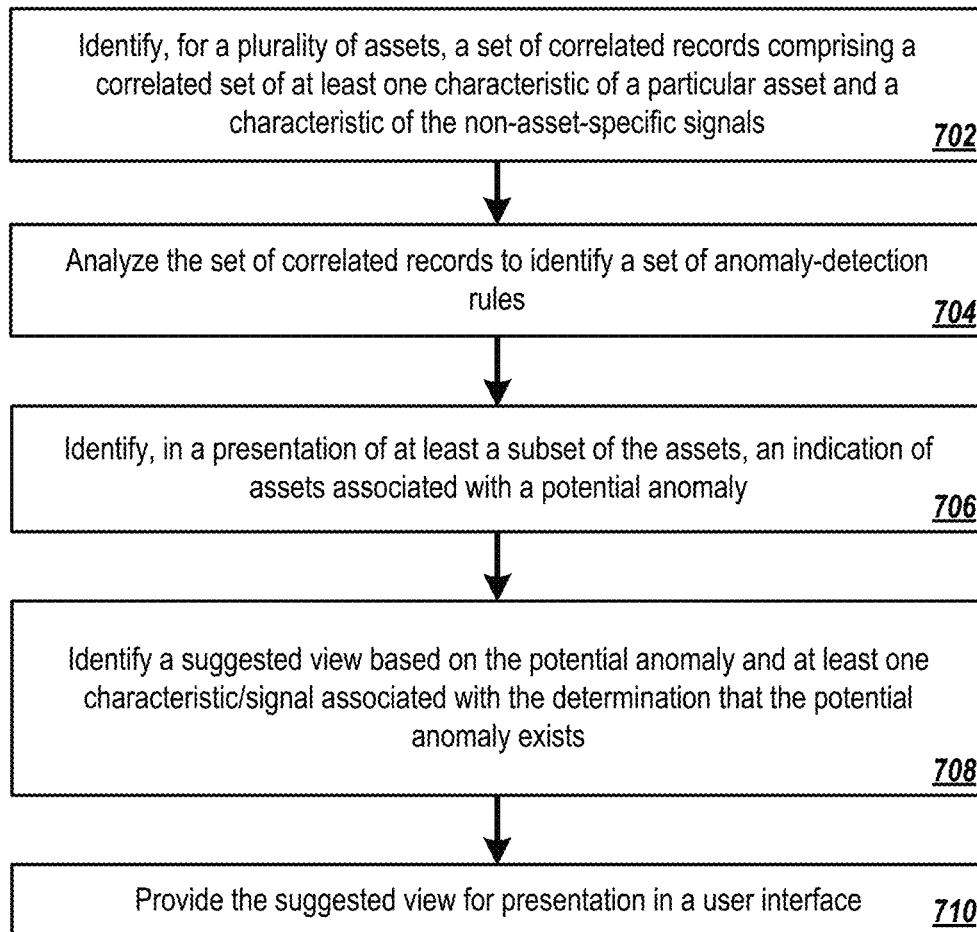 Identify, for a plurality of assets, a set of correlated records comprising a
correlated set of at least one characteristic of a particular asset and a
characteristic of the non-asset-specific signals
702
Analyze the set of correlated records to identify a set of anomaly-detection
rules
704
Identify, in a presentation of at least a subset of the assets, an indication of
assets associated with a potential anomaly
706
Identify a suggested view based on the potential anomaly and at least one
characteristic/signal associated with the determination that the potential
anomaly exists
708
Provide the suggested view for presentation in a user interface
710